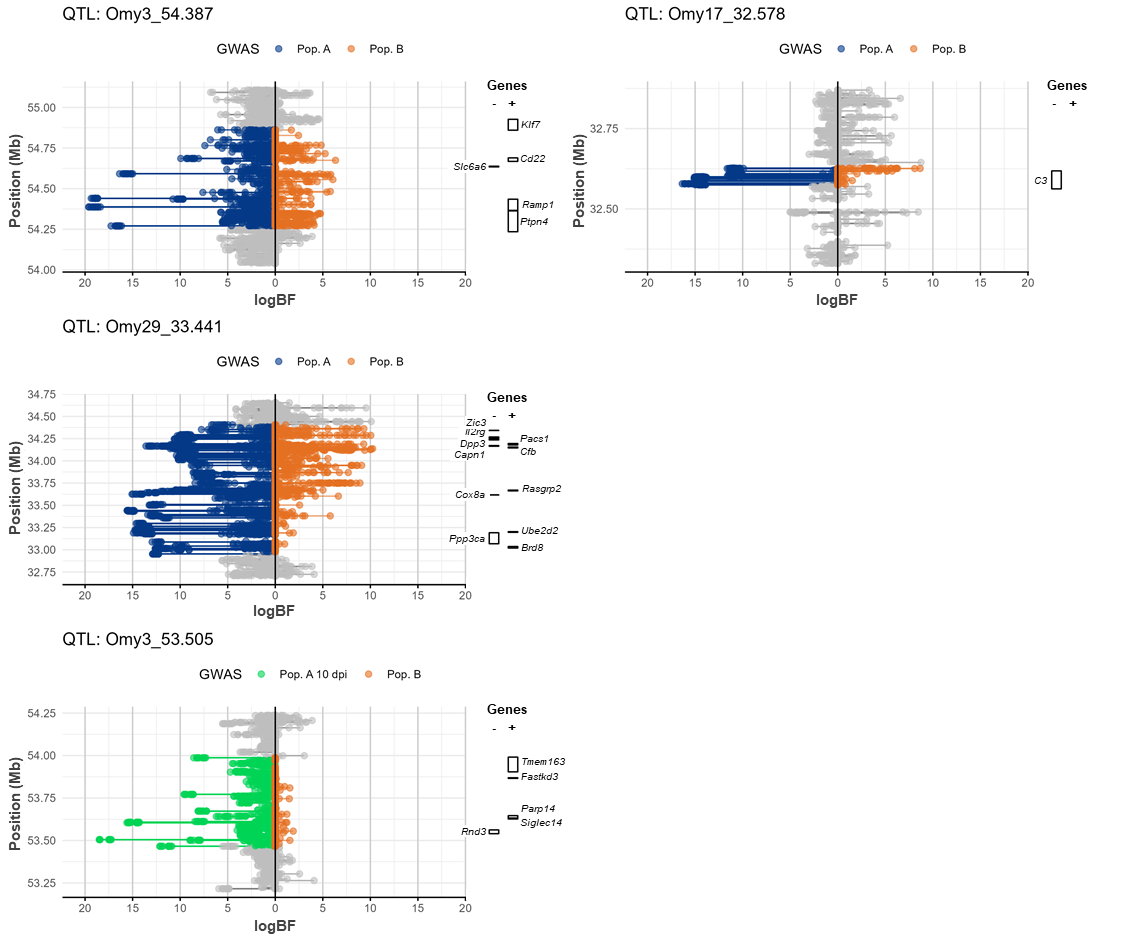 QTL: Omy3_54.387
GWAS Pop. A Pop. B
Genes
- +
Position (Mb)
55.00
54.75
54.50
54.25
54.00
Klf7
Cd22
Slc6a6
Ramp1
Ptpn4
20 15 10 5 0 5 10 15 20
logBF
QTL: Omy17_32.578
GWAS Pop. A Pop. B
Genes
- +
Position (Mb)
32.75
32.50
C3
20 15 10 5 0 5 10 15 20
logBF
QTL: Omy29_33.441
GWAS Pop. A Pop. B
Genes
- +
Position (Mb)
34.75
34.50
34.25
34.00
33.75
33.50
33.25
33.00
32.75
Zic3
Il2rg
Pacs1
Dpp3
Cfb
Capn1
Rasgrp2
Cox8a
Ube2d2
Ppp3ca
Brd8
20 15 10 5 0 5 10 15 20
logBF
QTL: Omy3_53.505
GWAS Pop. A 10 dpi Pop. B
Genes
- +
Position (Mb)
54.25
54.00
53.75
53.50
53.25
Tmem163
Fastkd3
Parp14
Siglec14
Rnd3
20 15 10 5 0 5 10 15 20
logBF